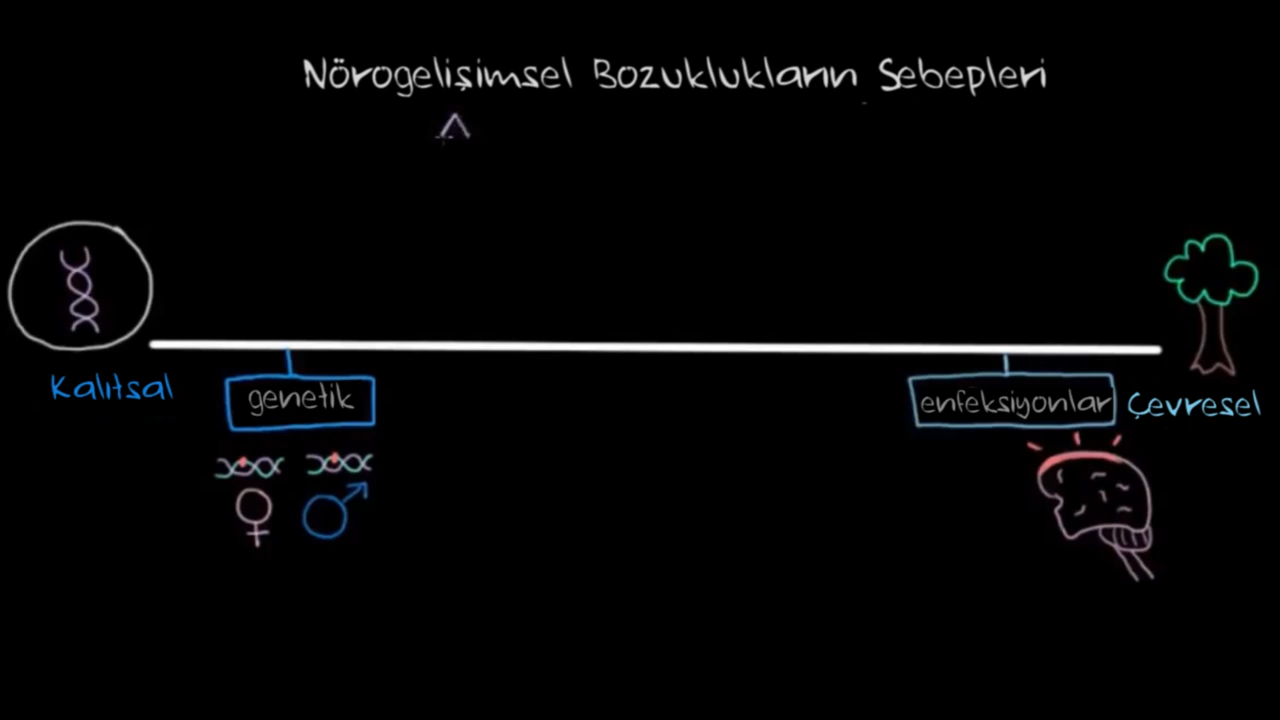 Nörogelişimsel Bozuklukların Sebepleri
Kalıtsal
genetik
enfeksiyonlar
Çevresel